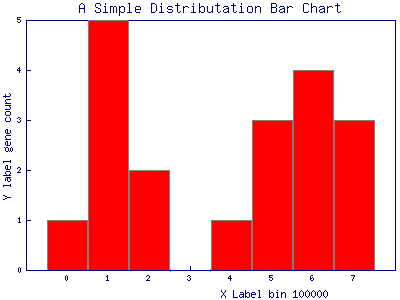 A Simple Distributation Bar Chart
Y label gene count
5
4
3
2
1
0
0 1 2 3 4 5 6 7
X Label bin 100000